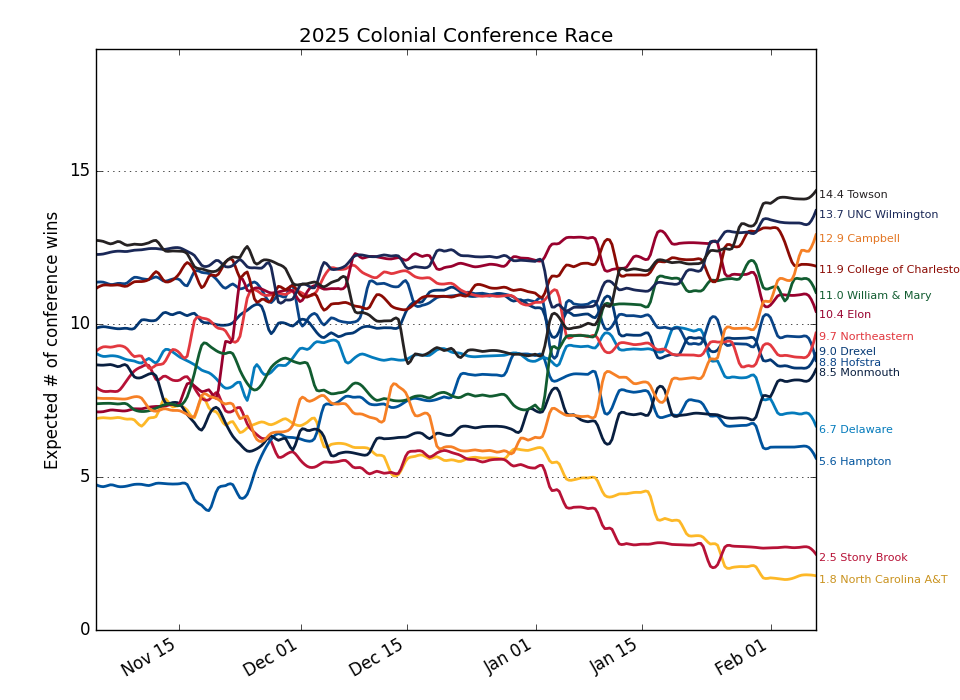 2025 Colonial Conference Race
Expected # of conference wins
15
10
5
0
Nov 15
Dec 01
Dec 15
Jan 01
Jan 15
Feb 01
14.4 Towson
13.7 UNC Wilmington
12.9 Campbell
11.9 College of Charlesto
11.0 William & Mary
10.4 Elon
9.7 Northeastern
9.0 Drexel
8.8 Hofstra
8.5 Monmouth
6.7 Delaware
5.6 Hampton
2.5 Stony Brook
1.8 North Carolina A&T